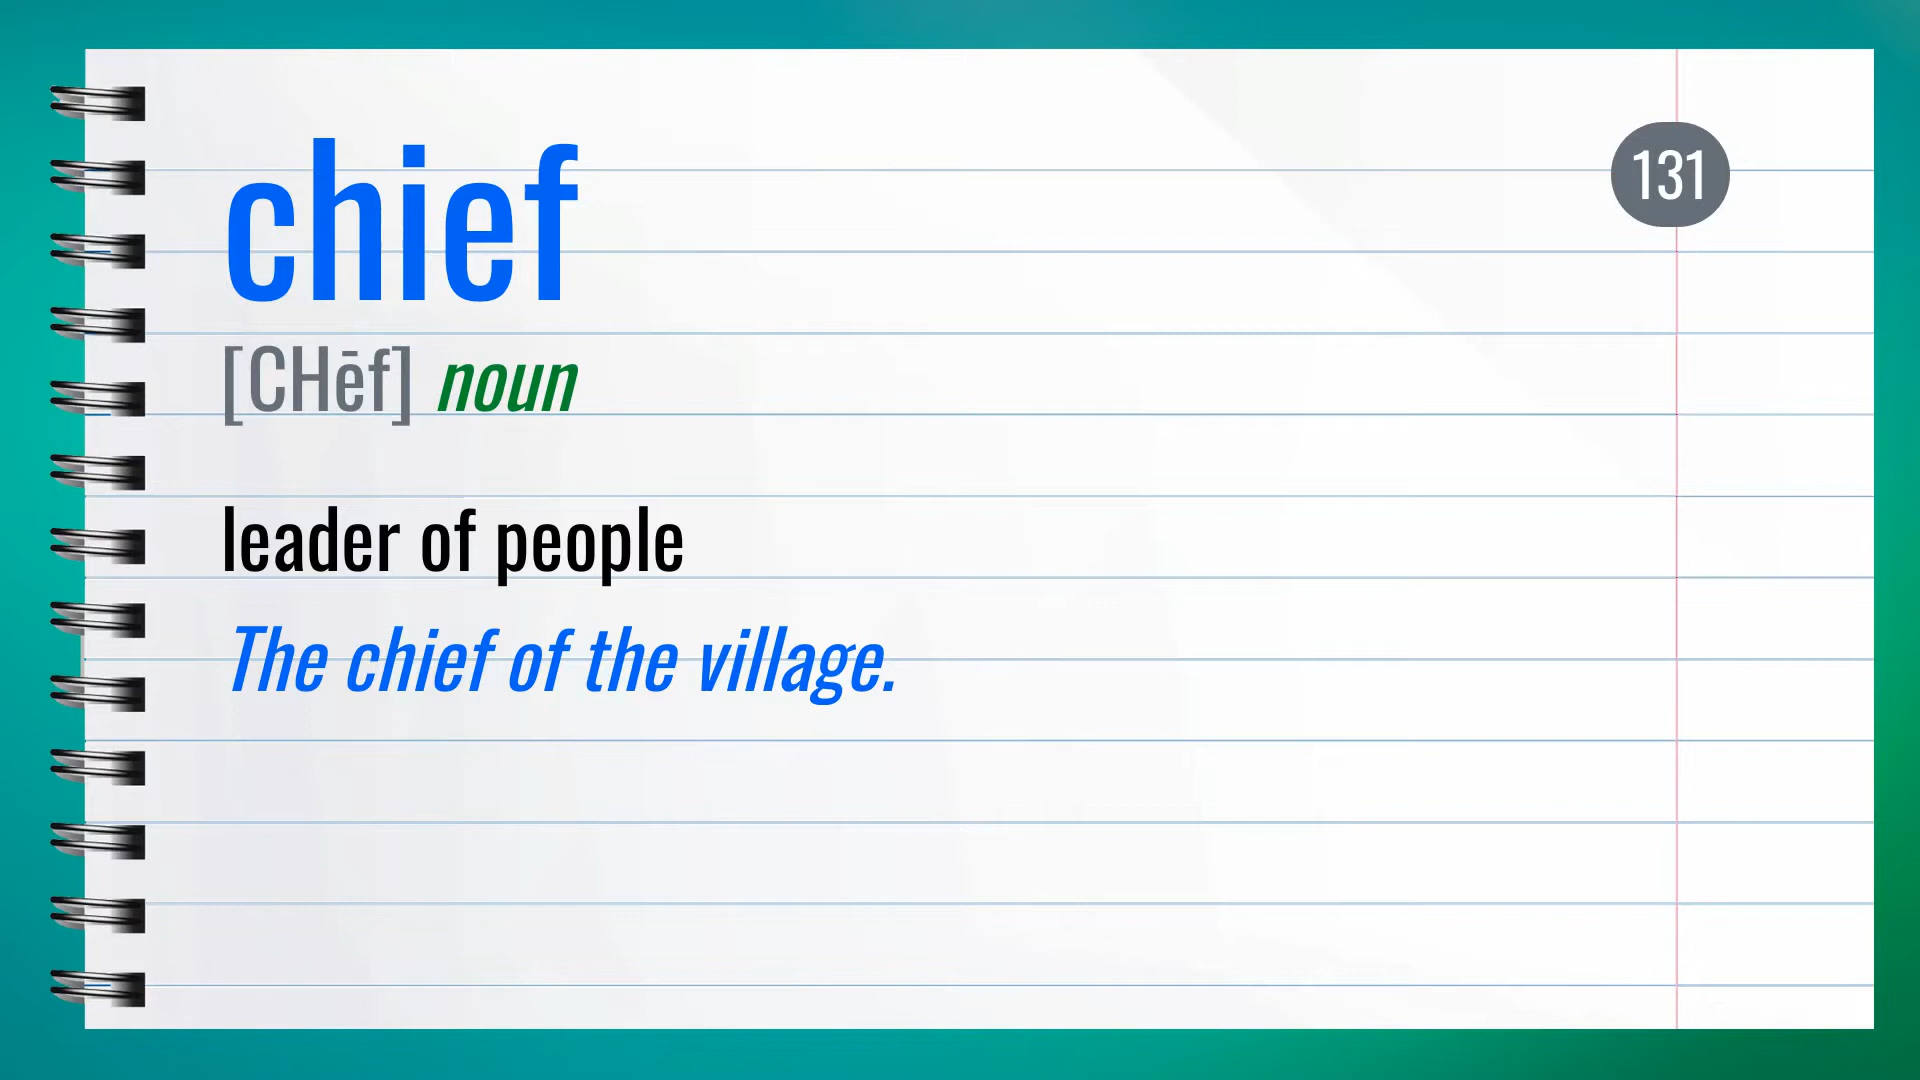 chief
131
[CHēf] noun
leader of people
The chief of the village.